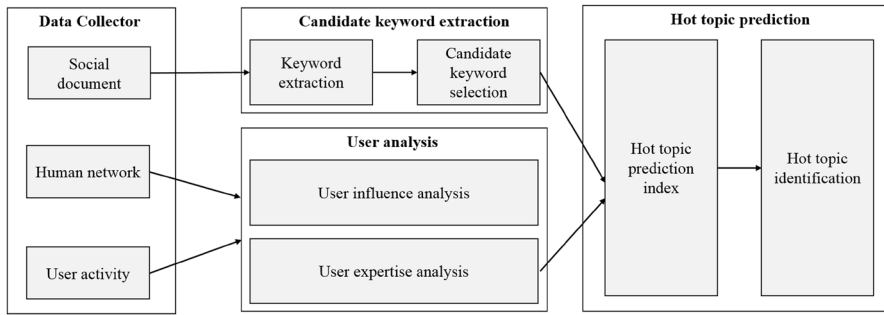 Data Collector
Social
document
Human network
User activity
Candidate keyword extraction
Keyword
extraction
Candidate
keyword
selection
User analysis
User influence analysis
User expertise analysis
Hot topic prediction
Hot topic
prediction
index
Hot topic
identification